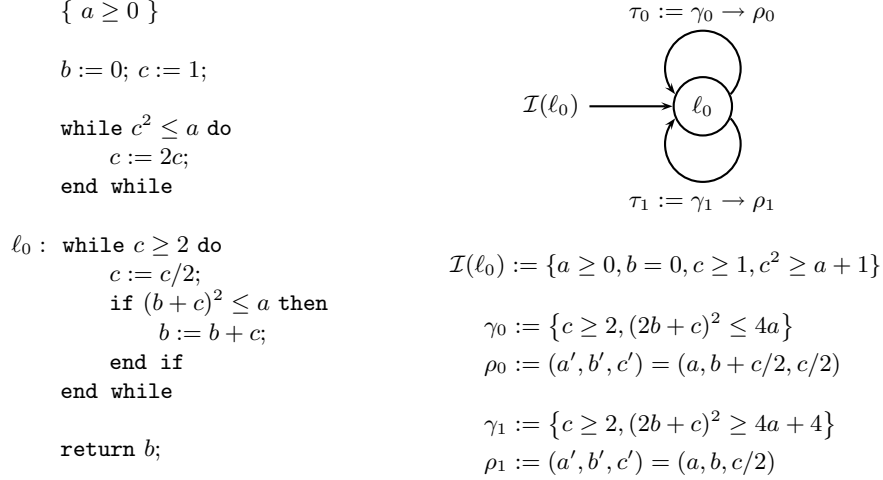 { a ≥ 0 }
b := 0; c := 1;
while c² ≤ a do
c := 2c;
end while
ℓ₀ : while c ≥ 2 do
c := c/2;
if (b + c)² ≤ a then
b := b + c;
end if
end while
return b;
τ₀ := γ₀ → ρ₀
I(ℓ₀)
ℓ₀
τ₁ := γ₁ → ρ₁
I(ℓ₀) := {a ≥ 0, b = 0, c ≥ 1, c² ≥ a + 1}
γ₀ := {c ≥ 2, (2b + c)² ≤ 4a}
ρ₀ := (a′, b′, c′) = (a, b + c/2, c/2)
γ₁ := {c ≥ 2, (2b + c)² ≥ 4a + 4}
ρ₁ := (a′, b′, c′) = (a, b, c/2)